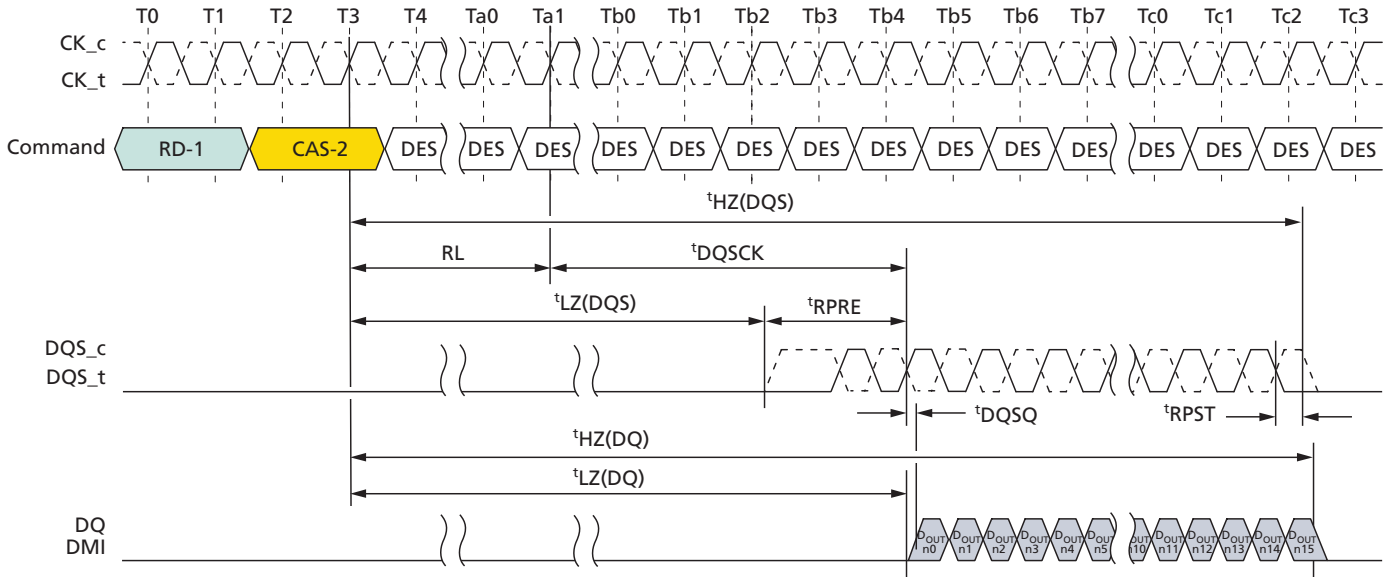 T0 T1 T2 T3 T4 Ta0 Ta1 Tb0 Tb1 Tb2 Tb3 Tb4 Tb5 Tb6 Tb7 Tc0 Tc1 Tc2 Tc3
CK_c
CK_t
Command RD-1 CAS-2 DES DES DES DES DES DES DES DES DES DES DES DES DES DES DES
tHZ(DQS)
RL tDQSCK
tLZ(DQS) tRPRE
DQS_c
DQS_t
tDQSQ tRPST
tHZ(DQ)
tLZ(DQ)
DQ
DMI
DOUT DOUT DOUT DOUT DOUT DOUT DOUT DOUT DOUT DOUT DOUT DOUT
n0 n1 n2 n3 n4 n5 n10 n11 n12 n13 n14 n15